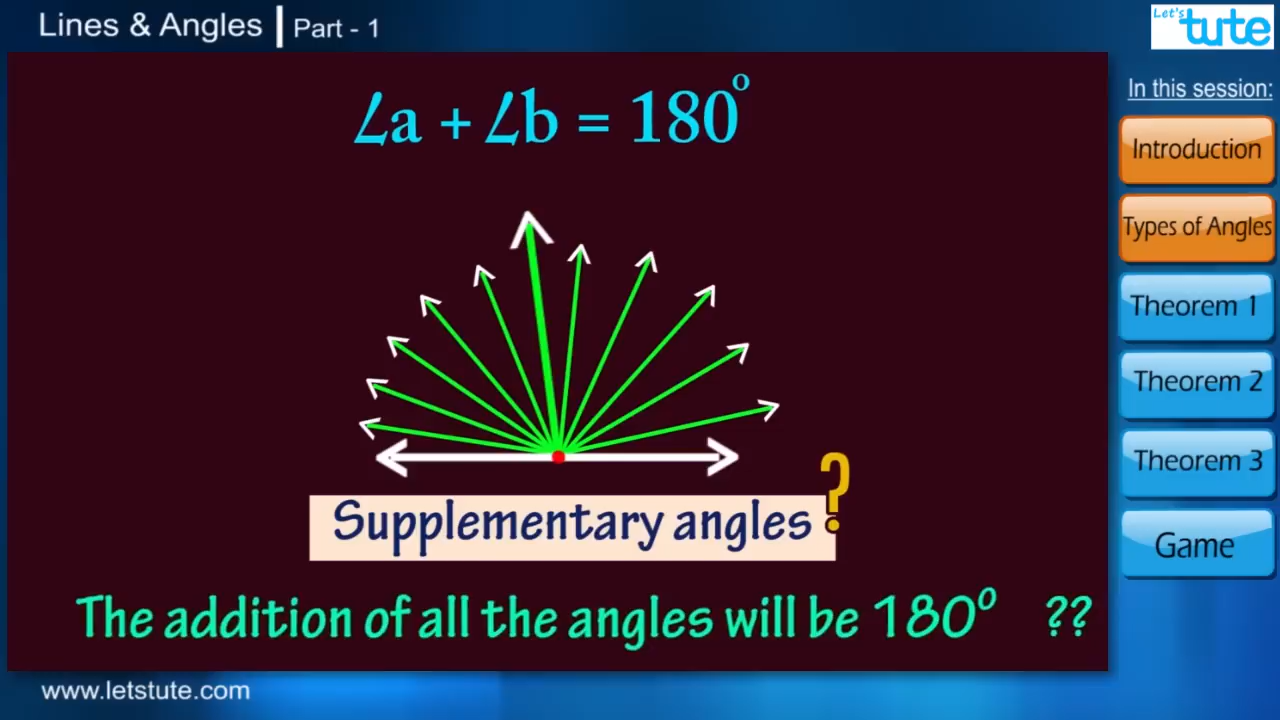 Lines & Angles | Part - 1
Let's
tute
In this session:
∠a + ∠b = 180°
Introduction
Types of Angles
Theorem 1
Theorem 2
Theorem 3
Game
Supplementary angles ?
The addition of all the angles will be 180° ??
www.letstute.com